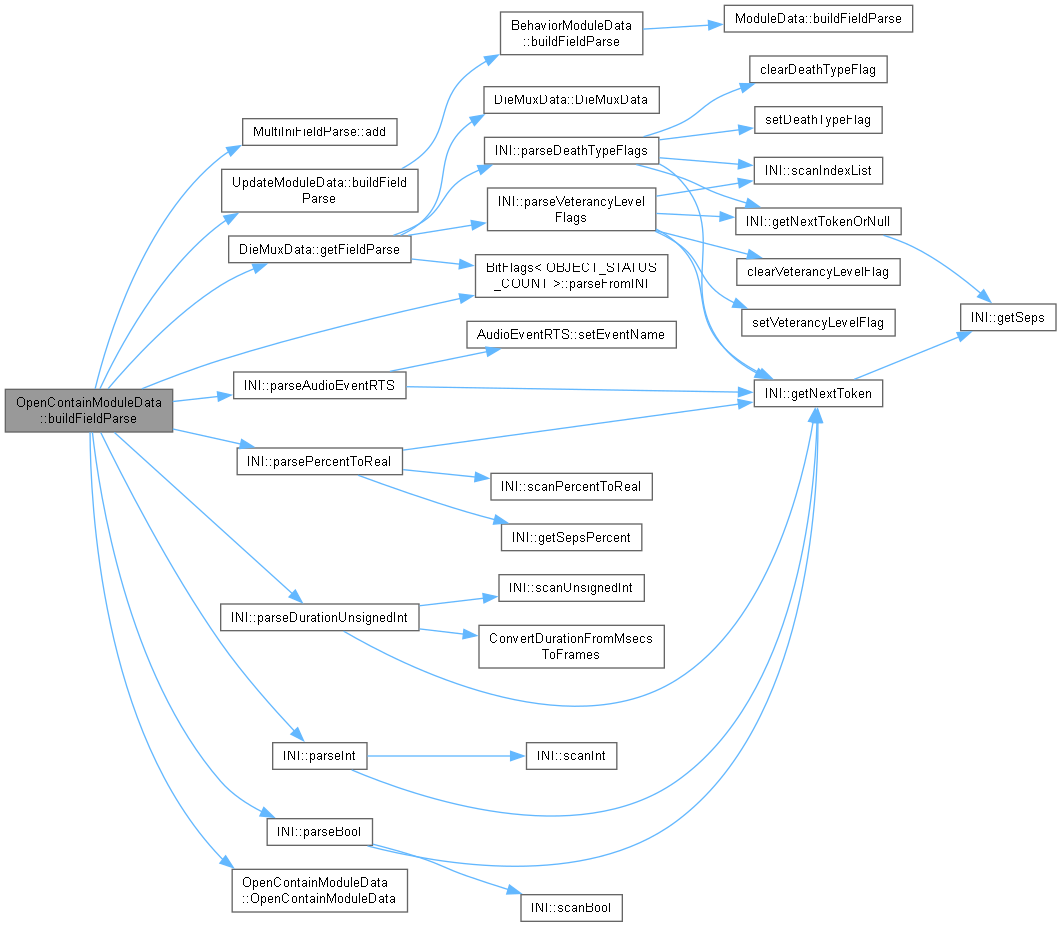 OpenContainModuleData
::buildFieldParse
MultiIniFieldParse::add
UpdateModuleData::buildField
Parse
BehaviorModuleData
::buildFieldParse
ModuleData::buildFieldParse
DieMuxData::getFieldParse
DieMuxData::DieMuxData
INI::parseDeathTypeFlags
clearDeathTypeFlag
setDeathTypeFlag
INI::scanIndexList
INI::getNextTokenOrNull
INI::parseVeterancyLevel
Flags
clearVeterancyLevelFlag
setVeterancyLevelFlag
INI::getSeps
BitFlags< OBJECT_STATUS
_COUNT >::parseFromINI
INI::parseAudioEventRTS
AudioEventRTS::setEventName
INI::getNextToken
INI::parsePercentToReal
INI::scanPercentToReal
INI::getSepsPercent
INI::parseDurationUnsignedInt
INI::scanUnsignedInt
ConvertDurationFromMsecs
ToFrames
INI::parseInt
INI::scanInt
INI::parseBool
INI::scanBool
OpenContainModuleData
::OpenContainModuleData